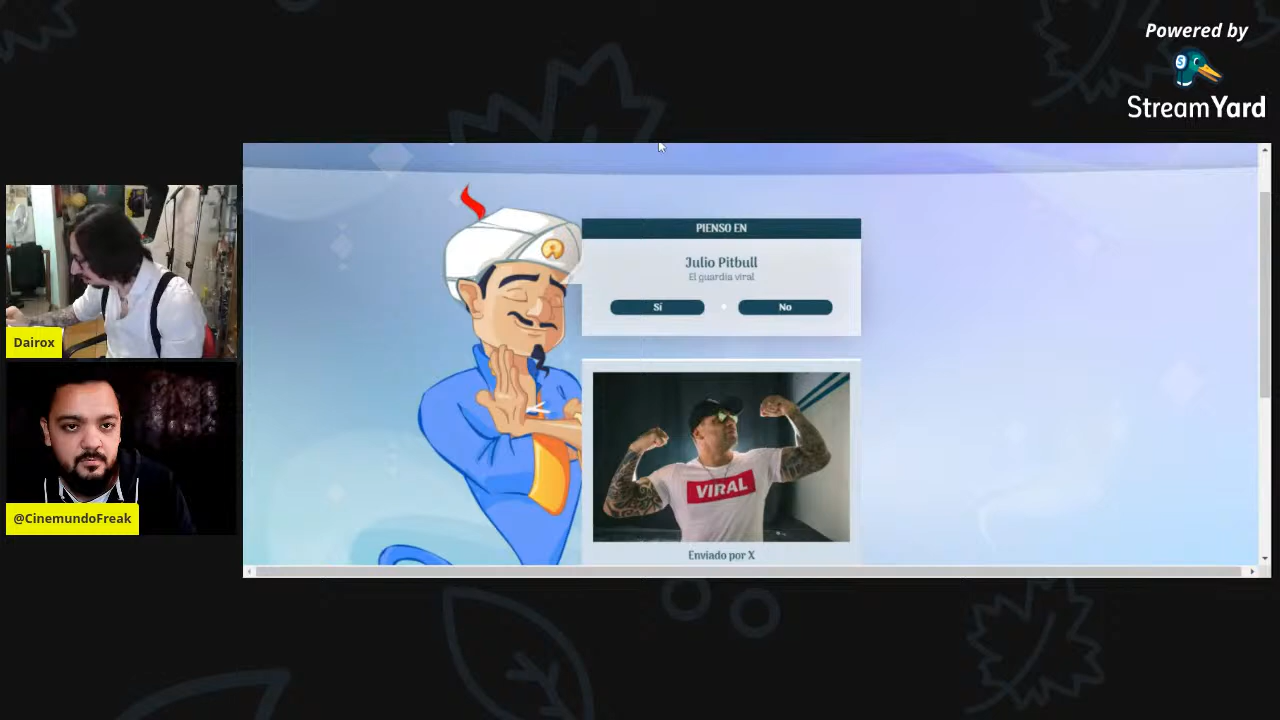 Powered by
StreamYard
PIENSO EN
Julio Pitbull
El guardia viral
Sí
No
Dairox
VIRAL
@CinemundoFreak
Enviado por X